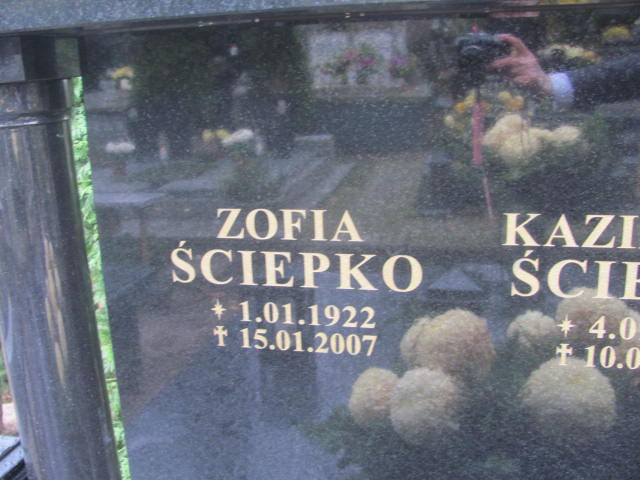 ZOFIA
ŚCIEPKO
* 1.01.1922
✝ 15.01.2007
KAZI
ŚCIE
* 4.0
✝ 10.0